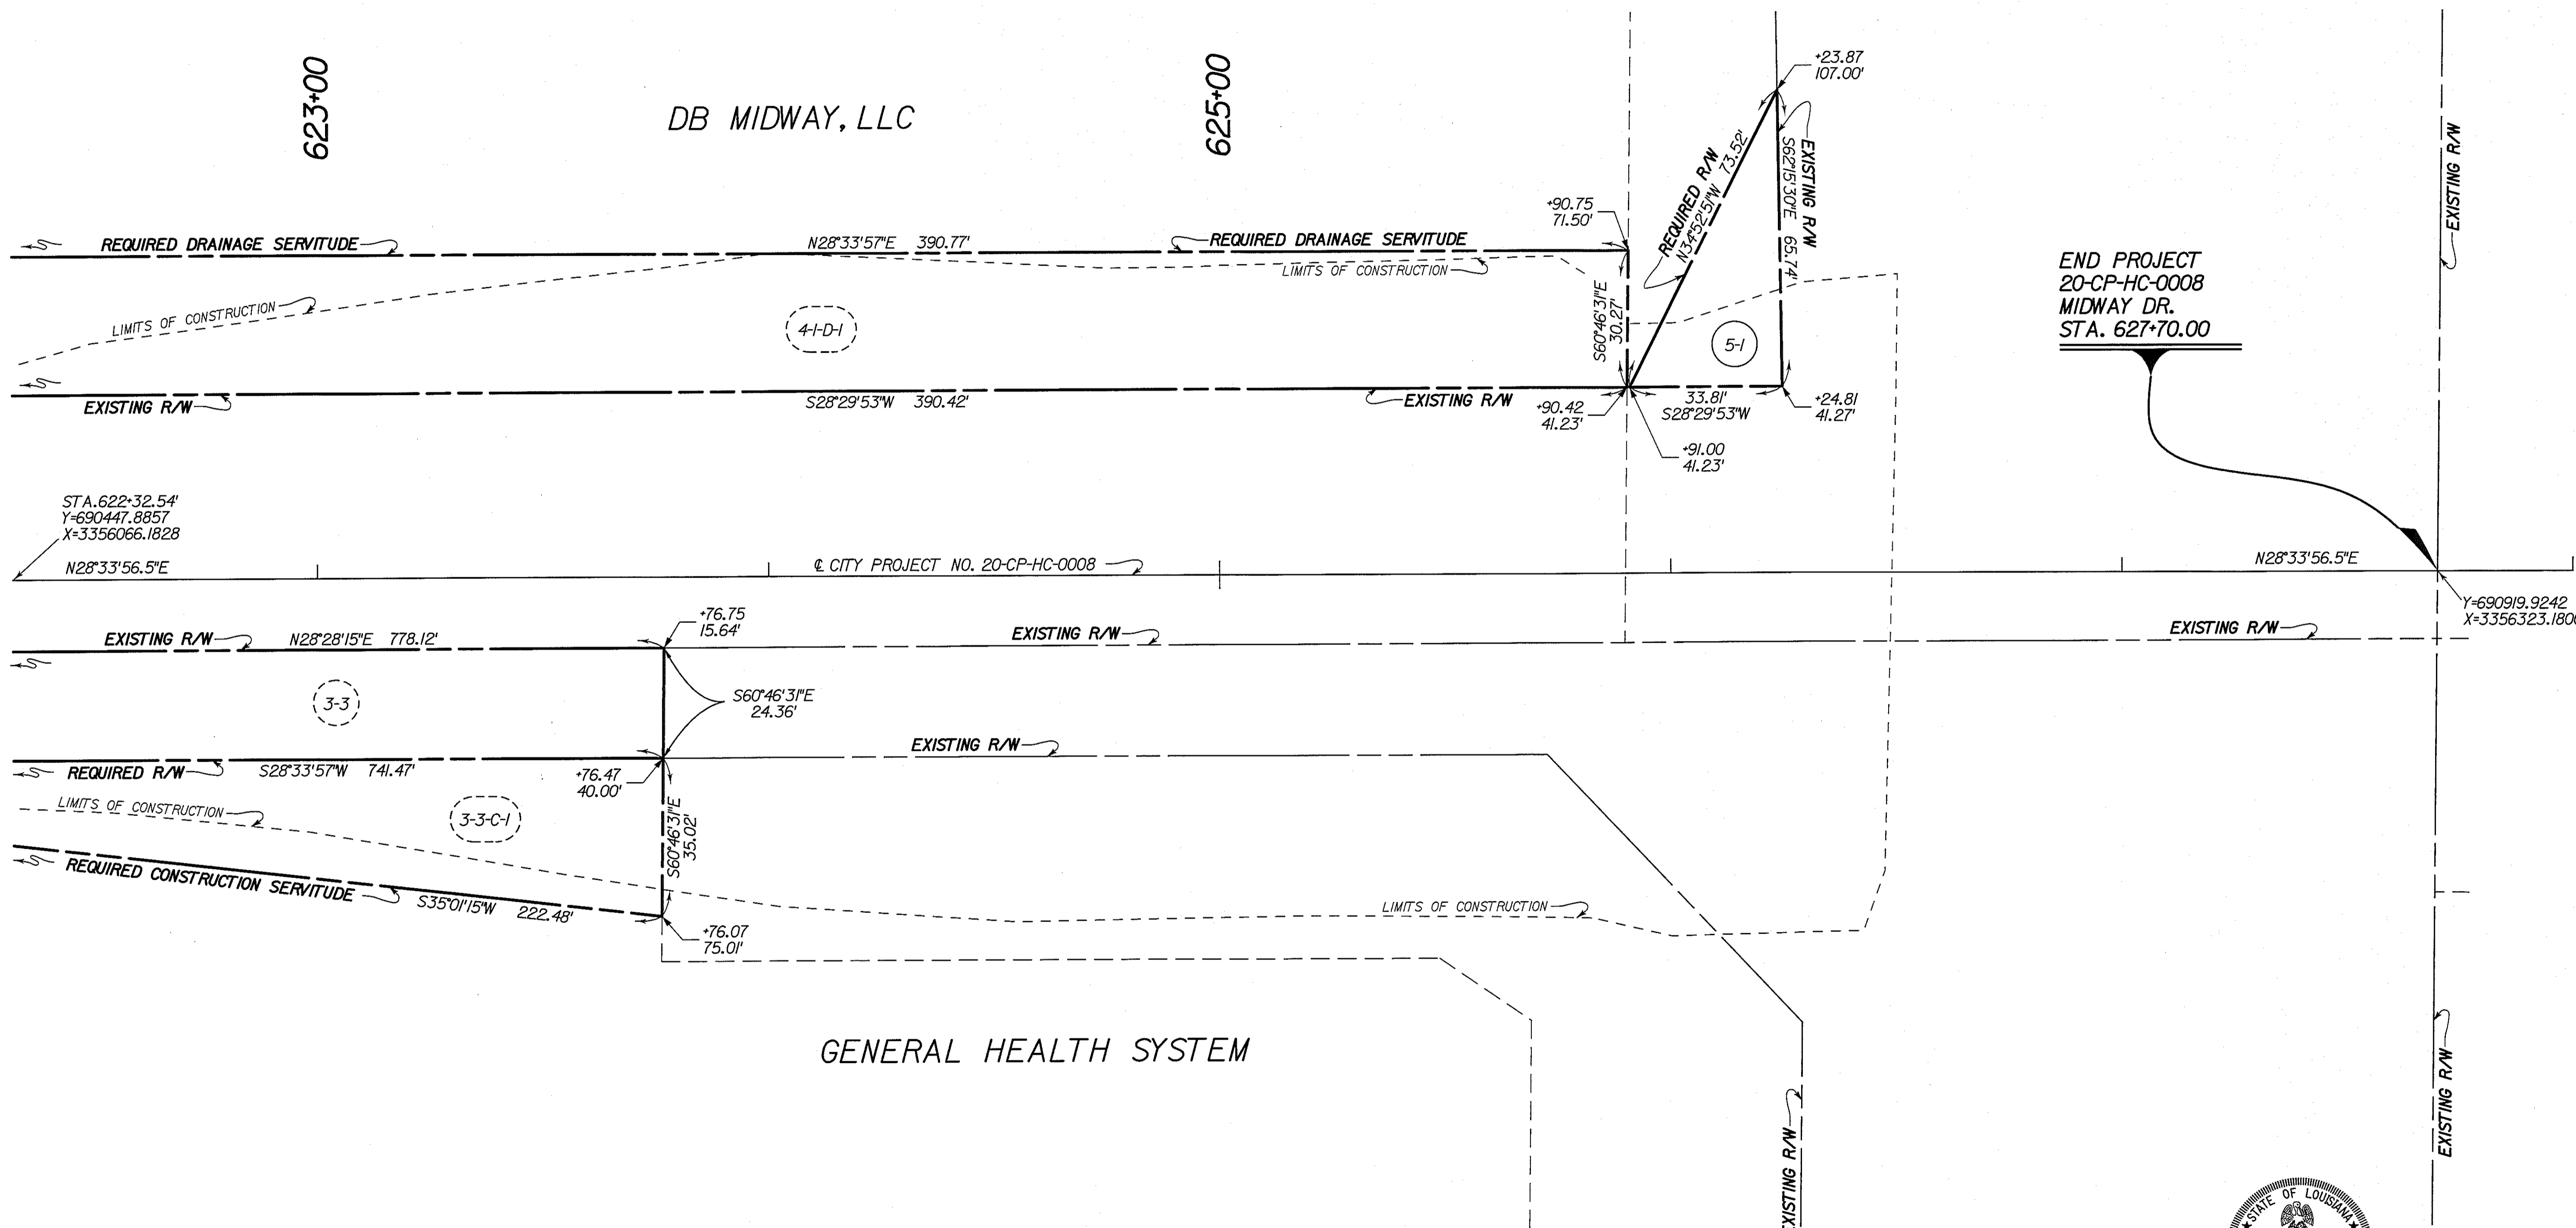 623+00
DB MIDWAY, LLC
625+00
+23.87
107.00'
EXISTING R/W
S62°15'30"E 65.74'
REQUIRED R/W
N34°52'51"W 73.52'
+90.75
71.50'
REQUIRED DRAINAGE SERVITUDE
N28°33'57"E 390.77'
REQUIRED DRAINAGE SERVITUDE
LIMITS OF CONSTRUCTION
LIMITS OF CONSTRUCTION
4-1-D-1
S60°46'31"E
30.27'
5-1
EXISTING R/W
END PROJECT
20-CP-HC-0008
MIDWAY DR.
STA. 627+70.00
EXISTING R/W
S28°29'53"W 390.42'
EXISTING R/W
+90.42
41.23'
33.81'
S28°29'53"W
+24.81
41.27'
+91.00
41.23'
STA.622+32.54'
Y=690447.8857
X=3356066.1828
N28°33'56.5"E
℄ CITY PROJECT NO. 20-CP-HC-0008
N28°33'56.5"E
Y=690919.9242
+76.75
15.64'
EXISTING R/W
N28°28'15"E 778.12'
EXISTING R/W
EXISTING R/W
3-3
S60°46'31"E
24.36'
EXISTING R/W
REQUIRED R/W
S28°33'57"W 741.47'
+76.47
40.00'
LIMITS OF CONSTRUCTION
3-3-C-1
S60°46'31"E
35.02'
REQUIRED CONSTRUCTION SERVITUDE
S35°01'15"W 222.48'
LIMITS OF CONSTRUCTION
+76.07
75.01'
GENERAL HEALTH SYSTEM
EXISTING R/W
EXISTING R/W
STATE OF LOUISIANA